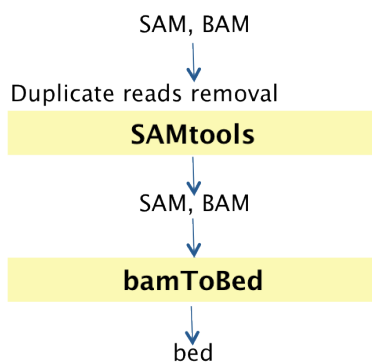 SAM, BAM
Duplicate reads removal
SAMtools
SAM, BAM
bamToBed
bed